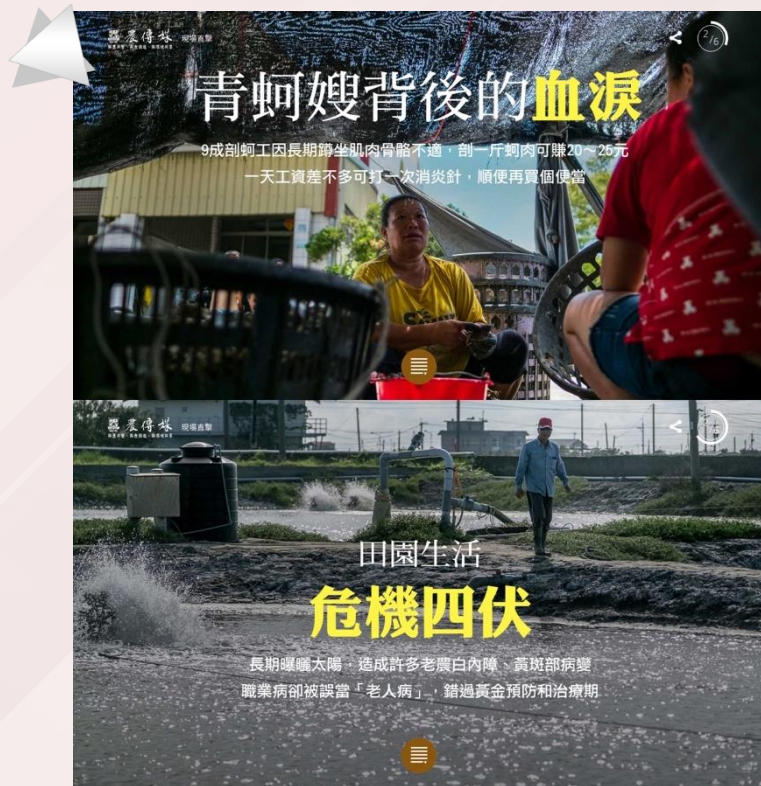 農傳媒 現場直擊
2/6
青蚵嫂背後的血淚
9成剖蚵工因長期蹲坐肌肉骨骼不適，剖一斤蚵肉可賺20～25元
一天工資差不多可打一次消炎針，順便再買個便當
農傳媒 現場直擊
田園生活
危機四伏
長期曝曬太陽，造成許多老農白內障、黃斑部病變
職業病卻被誤當「老人病」，錯過黃金預防和治療期